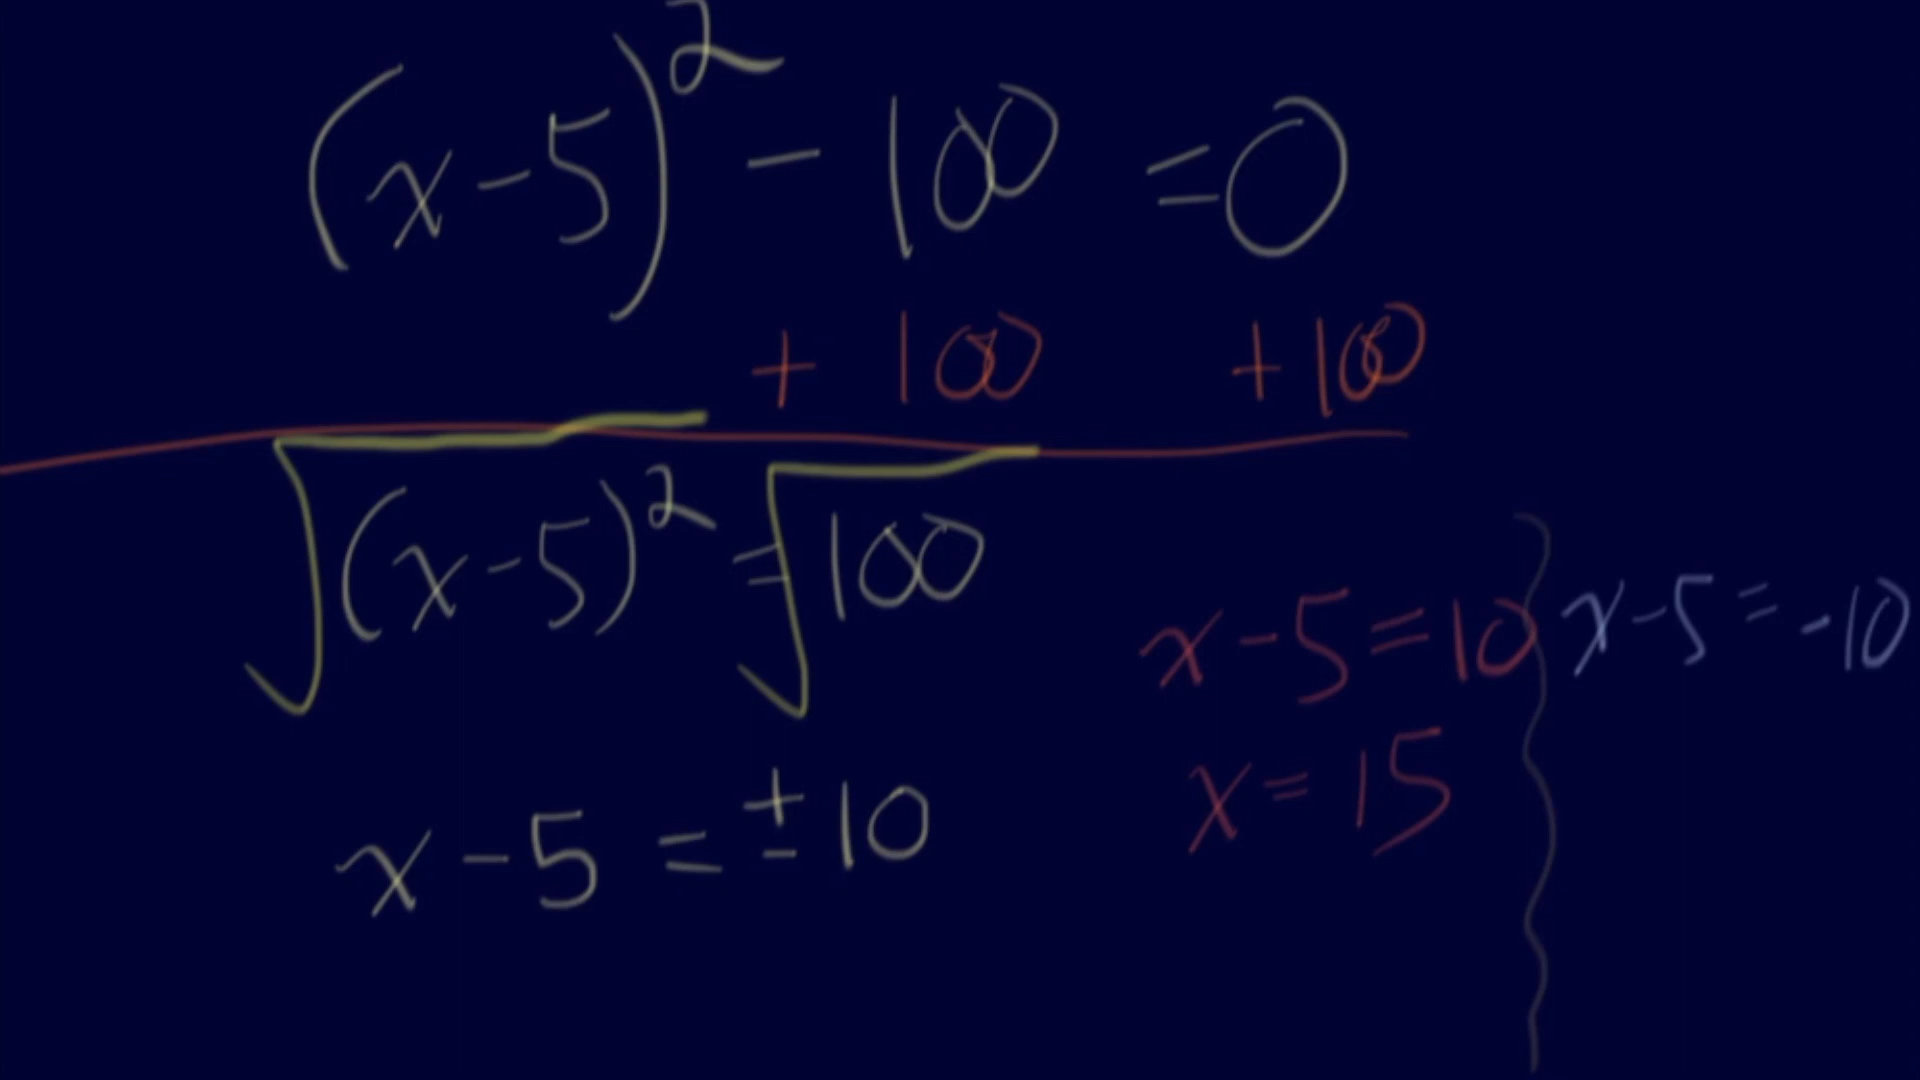 (x-5)² - 100 = 0
+ 100 +100
√(x-5)² = √100
x-5 = ±10
x-5=10
x=15
x-5=-10